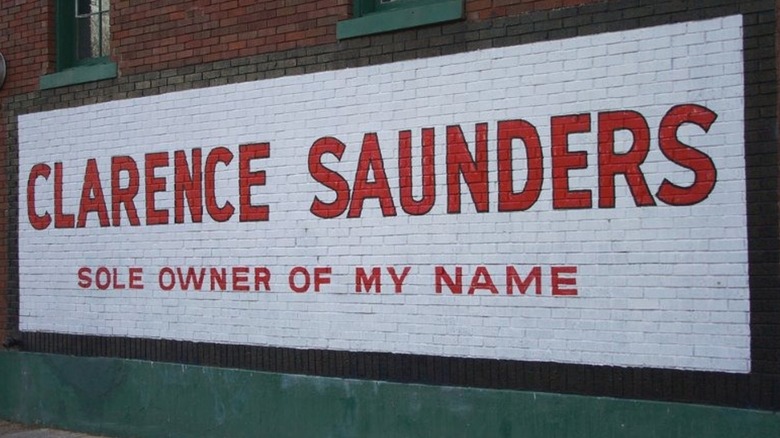 CLARENCE SAUNDERS
SOLE OWNER OF MY NAME